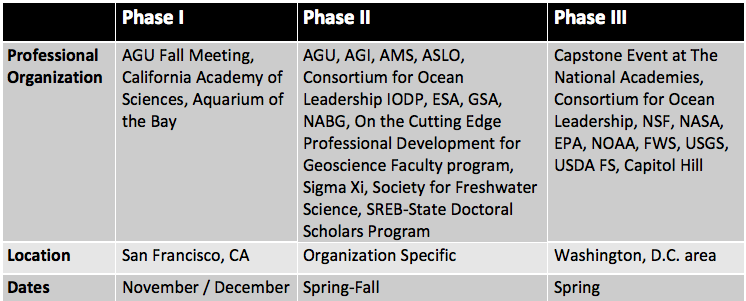 Phase I Phase II Phase III
Professional Organization
AGU Fall Meeting,
California Academy of
Sciences, Aquarium of
the Bay
AGU, AGI, AMS, ASLO,
Consortium for Ocean
Leadership IODP, ESA, GSA,
NABG, On the Cutting Edge
Professional Development for
Geoscience Faculty program,
Sigma Xi, Society for Freshwater
Science, SREB-State Doctoral
Scholars Program
Capstone Event at The
National Academies,
Consortium for Ocean
Leadership, NSF, NASA,
EPA, NOAA, FWS, USGS,
USDA FS, Capitol Hill
Location San Francisco, CA Organization Specific Washington, D.C. area
Dates November / December Spring-Fall Spring